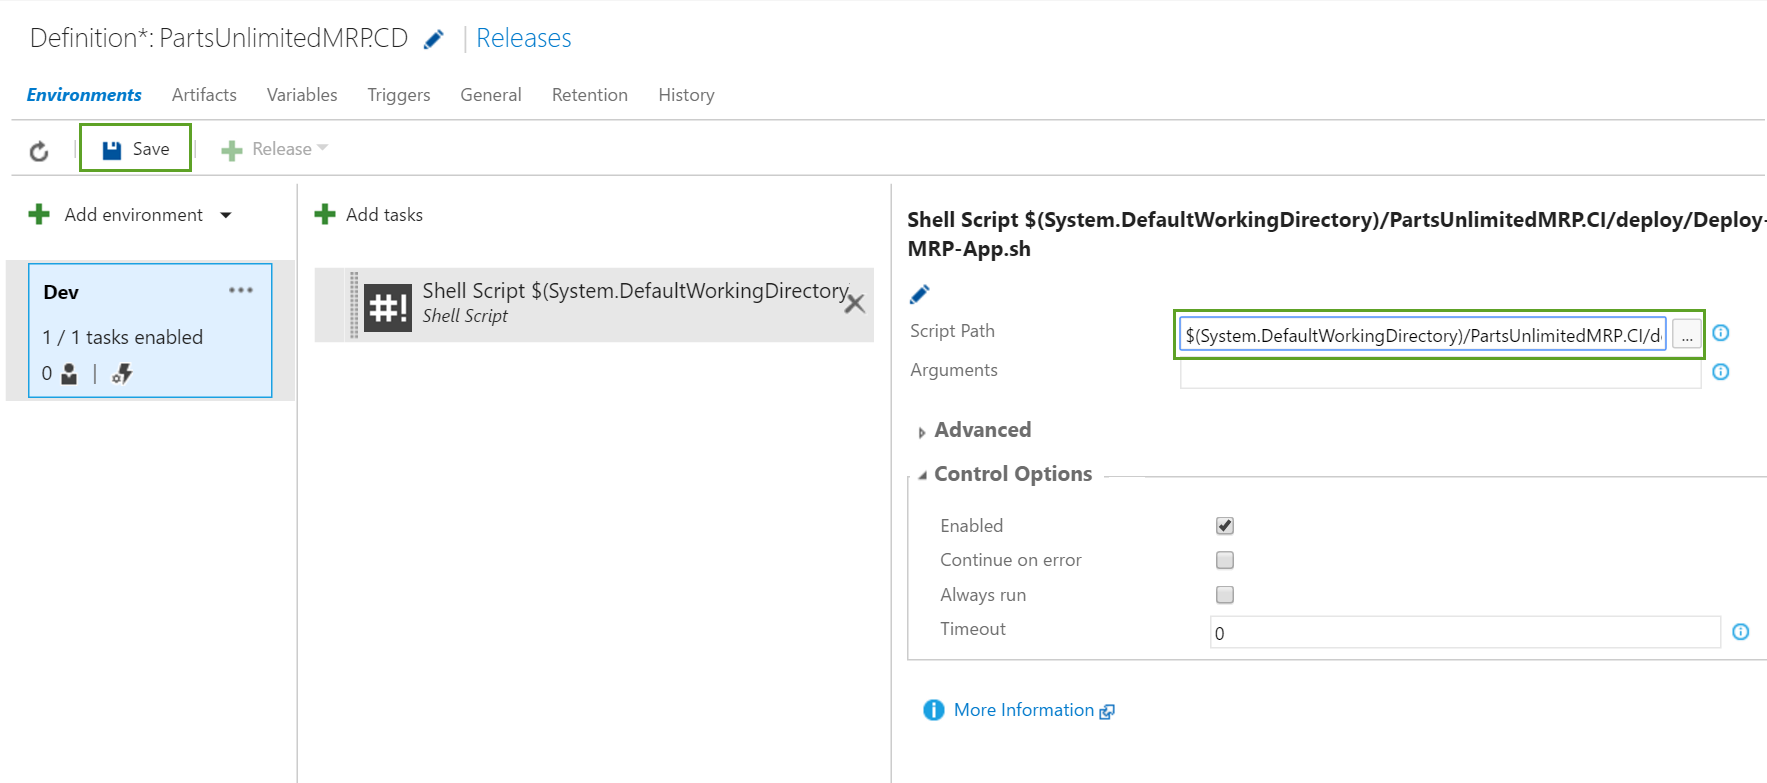 Definition*: PartsUnlimitedMRP.CD | Releases
Environments Artifacts Variables Triggers General Retention History
Save Release
Add environment
Add tasks
Dev ...
1 / 1 tasks enabled
0
Shell Script $(System.DefaultWorkingDirectory)
Shell Script
Shell Script $(System.DefaultWorkingDirectory)/PartsUnlimitedMRP.CI/deploy/Deploy-
MRP-App.sh
Script Path $(System.DefaultWorkingDirectory)/PartsUnlimitedMRP.CI/d ...
Arguments
Advanced
Control Options
Enabled
Continue on error
Always run
Timeout 0
More Information